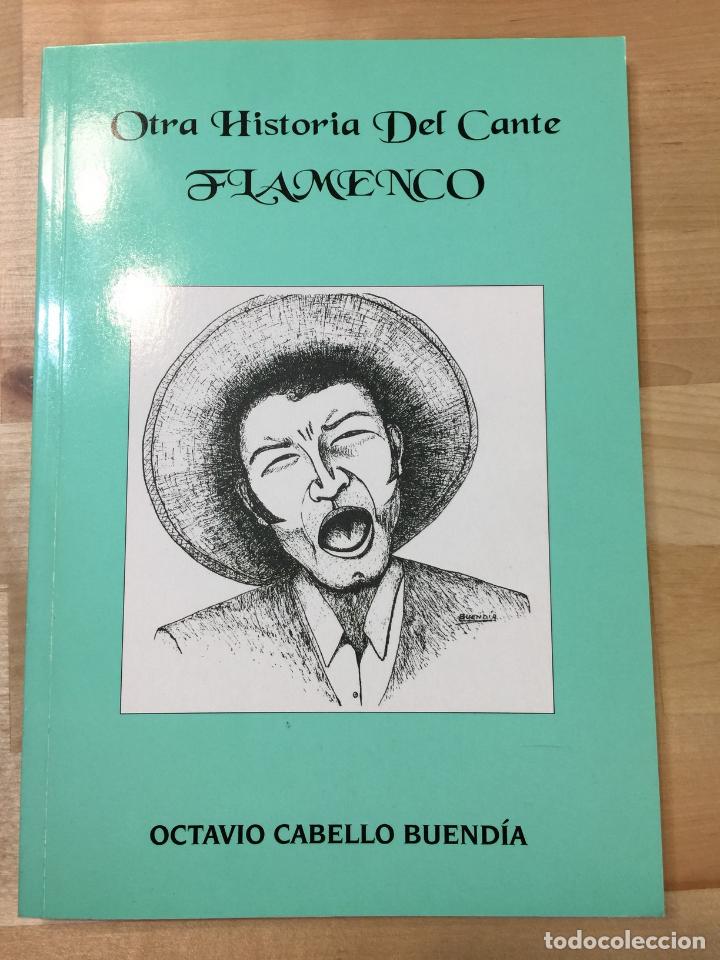 Otra Historia Del Cante
FLAMENCO
BUENDÍA
OCTAVIO CABELLO BUENDÍA
todocoleccion